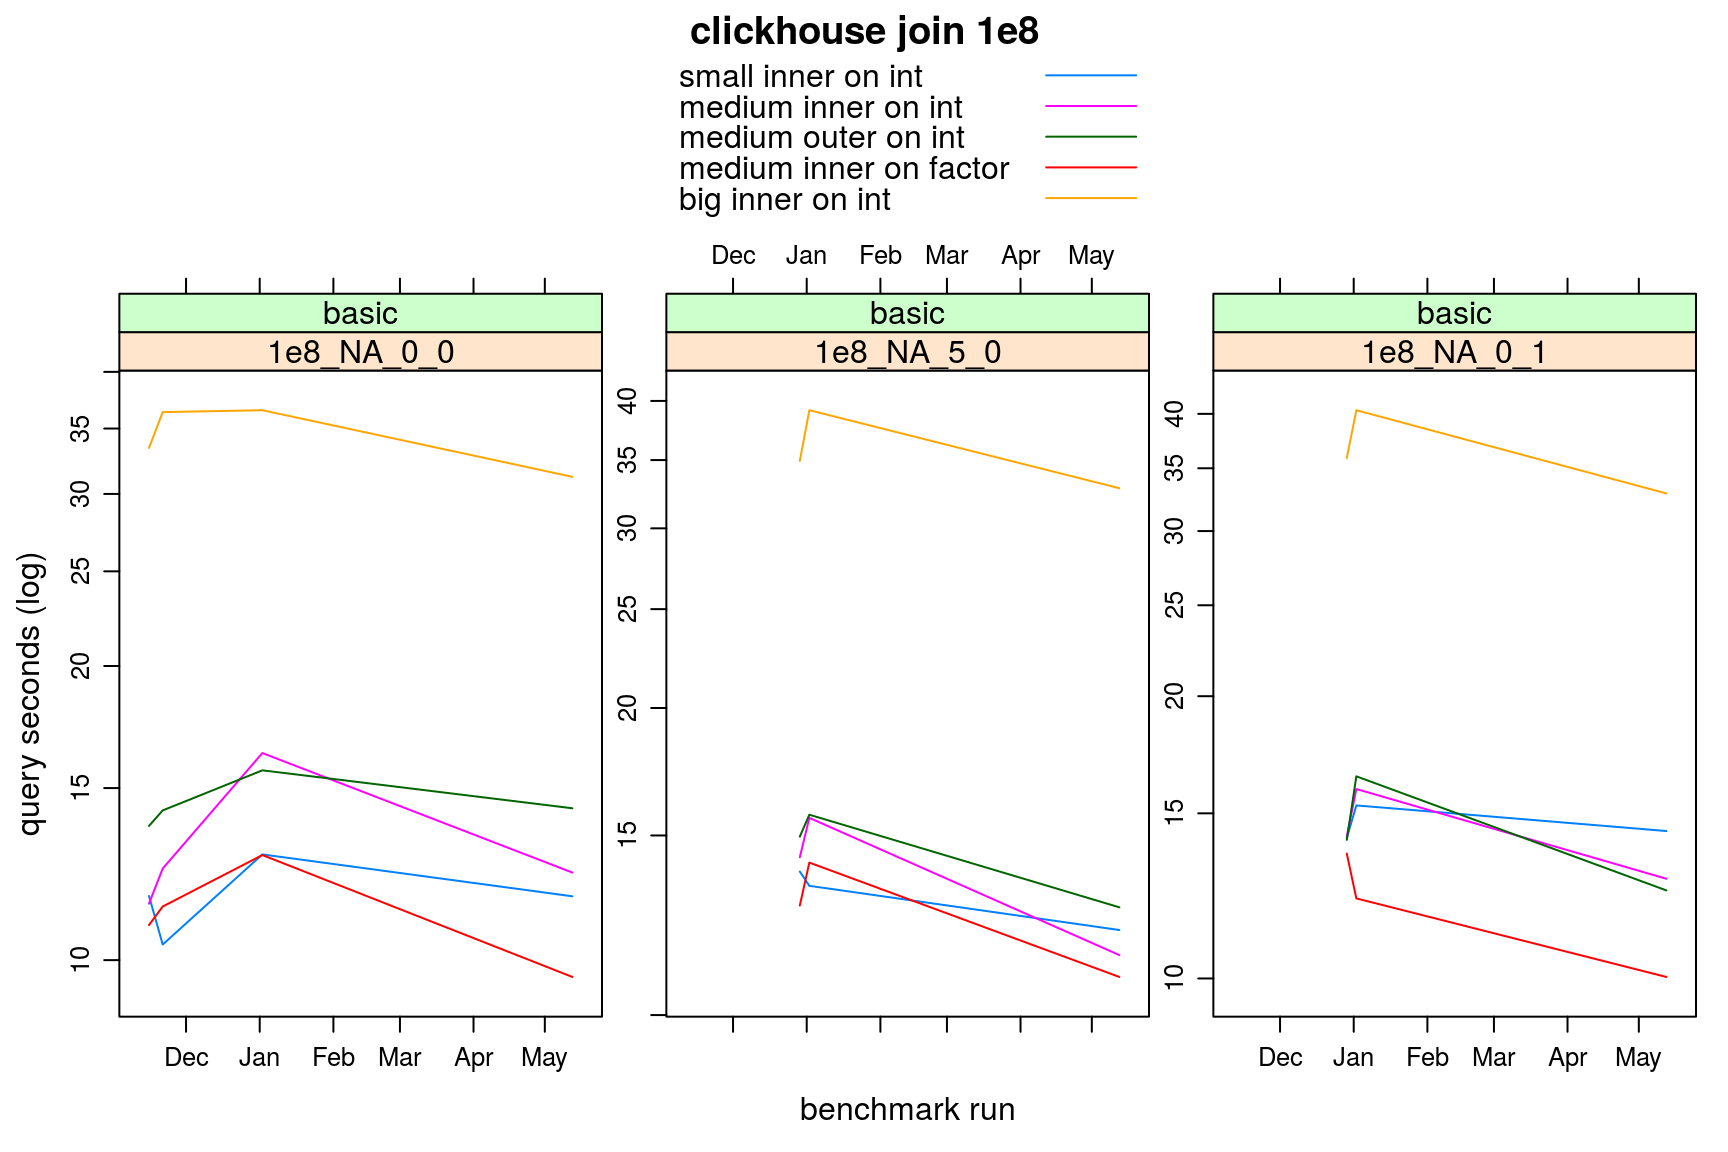 clickhouse join 1e8
small inner on int
medium inner on int
medium outer on int
medium inner on factor
big inner on int
Dec Jan Feb Mar Apr May
basic basic basic
1e8_NA_0_0 1e8_NA_5_0 1e8_NA_0_1
query seconds (log)
35
30
25
20
15
10
40
35
30
25
20
15
40
35
30
25
20
15
10
Dec Jan Feb Mar Apr May
Dec Jan Feb Mar Apr May
benchmark run